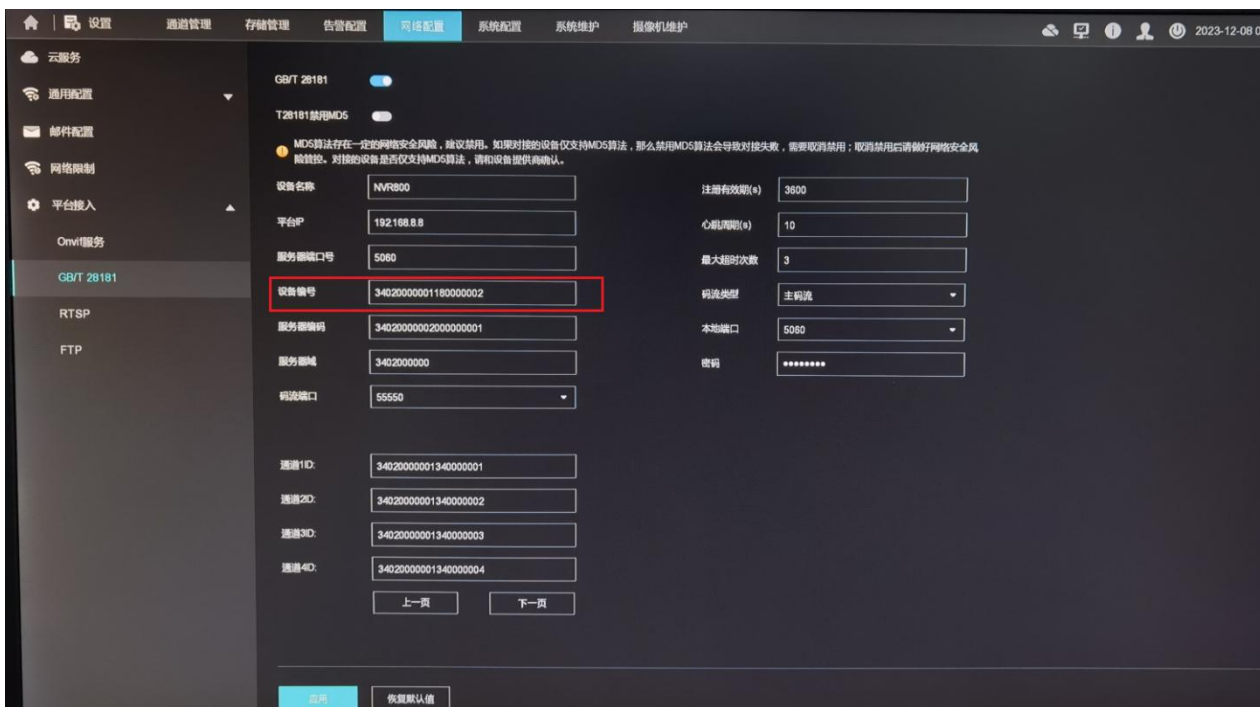 设置 通道管理 存储管理 告警配置 网络配置 系统配置 系统维护 摄像机维护 2023-12-08 0
云服务
通用配置
邮件配置
网络限制
平台接入
Onvif服务
GB/T 28181
RTSP
FTP
GB/T 28181
T28181禁用MD5
MD5算法存在一定的网络安全风险，建议禁用。如果对接的设备仅支持MD5算法，那么禁用MD5算法会导致对接失败，需要取消禁用；取消禁用后请做好网络安全风
险管控。对接的设备是否仅支持MD5算法，请和设备提供商确认。
设备名称 NVR800 注册有效期(s) 3600
平台IP 192.168.8.8 心跳周期(s) 10
服务器端口号 5060 最大超时次数 3
设备编号 34020000001180000002 码流类型 主码流
服务器编码 34020000002000000001 本地端口 5060
服务器域 3402000000 密码 ••••••••
码流端口 55550
通道1ID: 34020000001340000001
通道2ID: 34020000001340000002
通道3ID: 34020000001340000003
通道4ID: 34020000001340000004
上一页 下一页
应用 恢复默认值